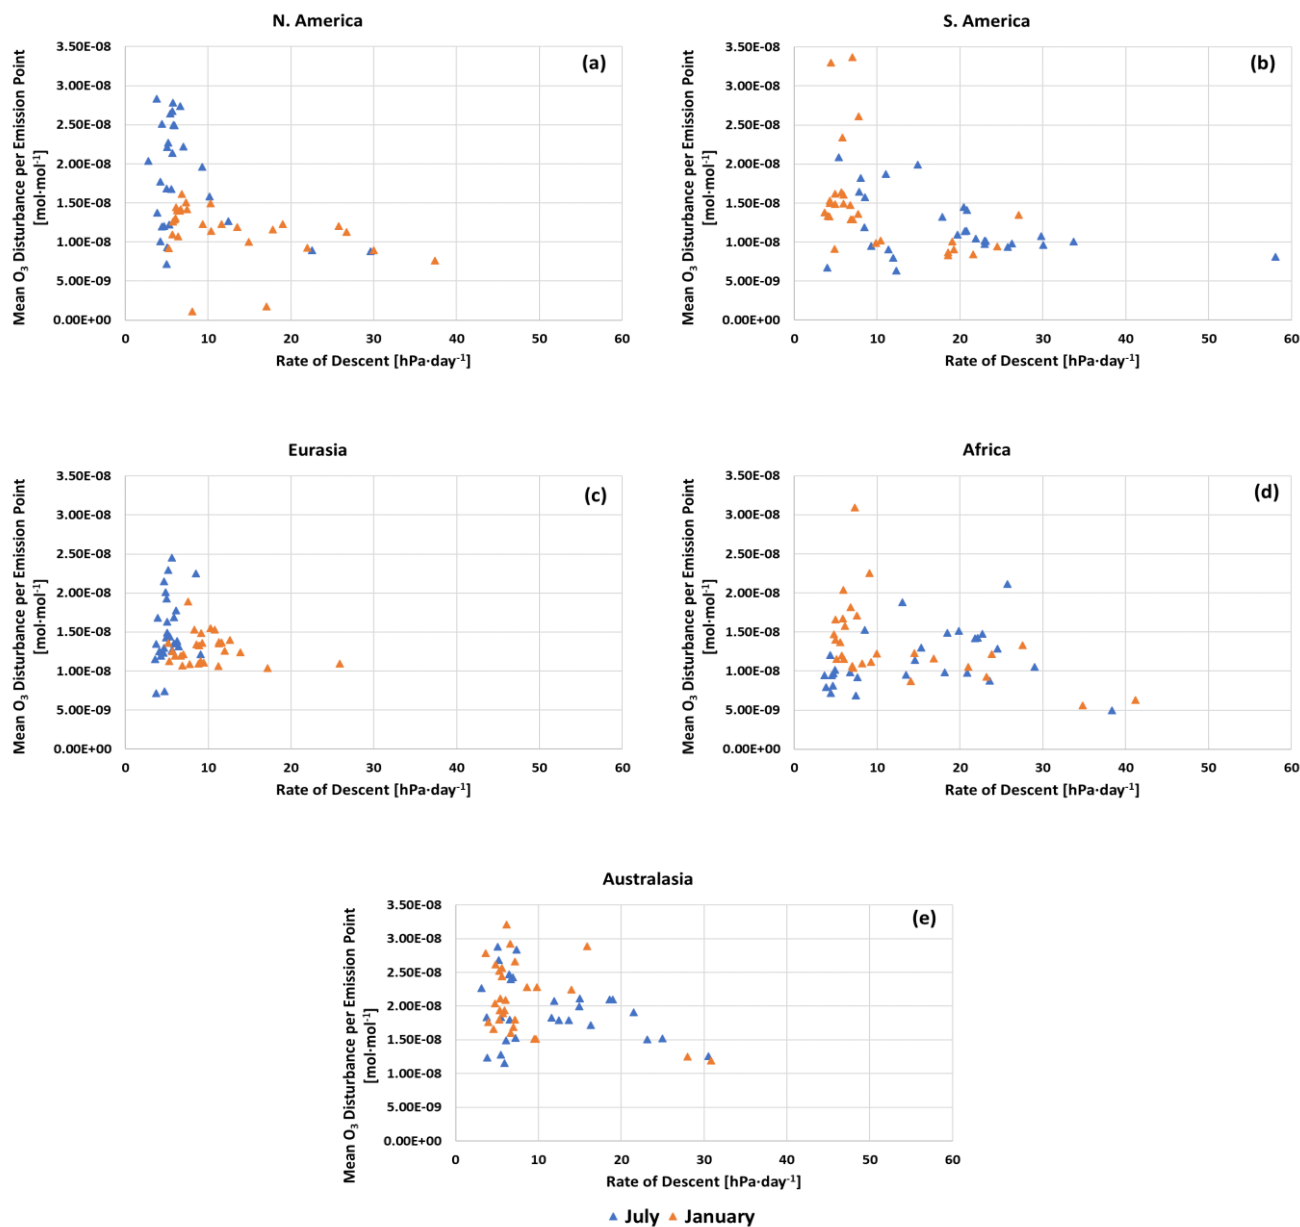 N. America
(a)
Mean O₃ Disturbance per Emission Point
[mol·mol⁻¹]
3.50E-08
3.00E-08
2.50E-08
2.00E-08
1.50E-08
1.00E-08
5.00E-09
0.00E+00
0 10 20 30 40 50 60
Rate of Descent [hPa·day⁻¹]
S. America
(b)
Mean O₃ Disturbance per Emission Point
[mol·mol⁻¹]
3.50E-08
3.00E-08
2.50E-08
2.00E-08
1.50E-08
1.00E-08
5.00E-09
0.00E+00
0 10 20 30 40 50 60
Rate of Descent [hPa·day⁻¹]
Eurasia
(c)
Mean O₃ Disturbance per Emission Point
[mol·mol⁻¹]
3.50E-08
3.00E-08
2.50E-08
2.00E-08
1.50E-08
1.00E-08
5.00E-09
0.00E+00
0 10 20 30 40 50 60
Rate of Descent [hPa·day⁻¹]
Africa
(d)
Mean O₃ Disturbance per Emission Point
[mol·mol⁻¹]
3.50E-08
3.00E-08
2.50E-08
2.00E-08
1.50E-08
1.00E-08
5.00E-09
0.00E+00
0 10 20 30 40 50 60
Rate of Descent [hPa·day⁻¹]
Australasia
(e)
Mean O₃ Disturbance per Emission Point
[mol·mol⁻¹]
3.50E-08
3.00E-08
2.50E-08
2.00E-08
1.50E-08
1.00E-08
5.00E-09
0.00E+00
0 10 20 30 40 50 60
Rate of Descent [hPa·day⁻¹]
July January